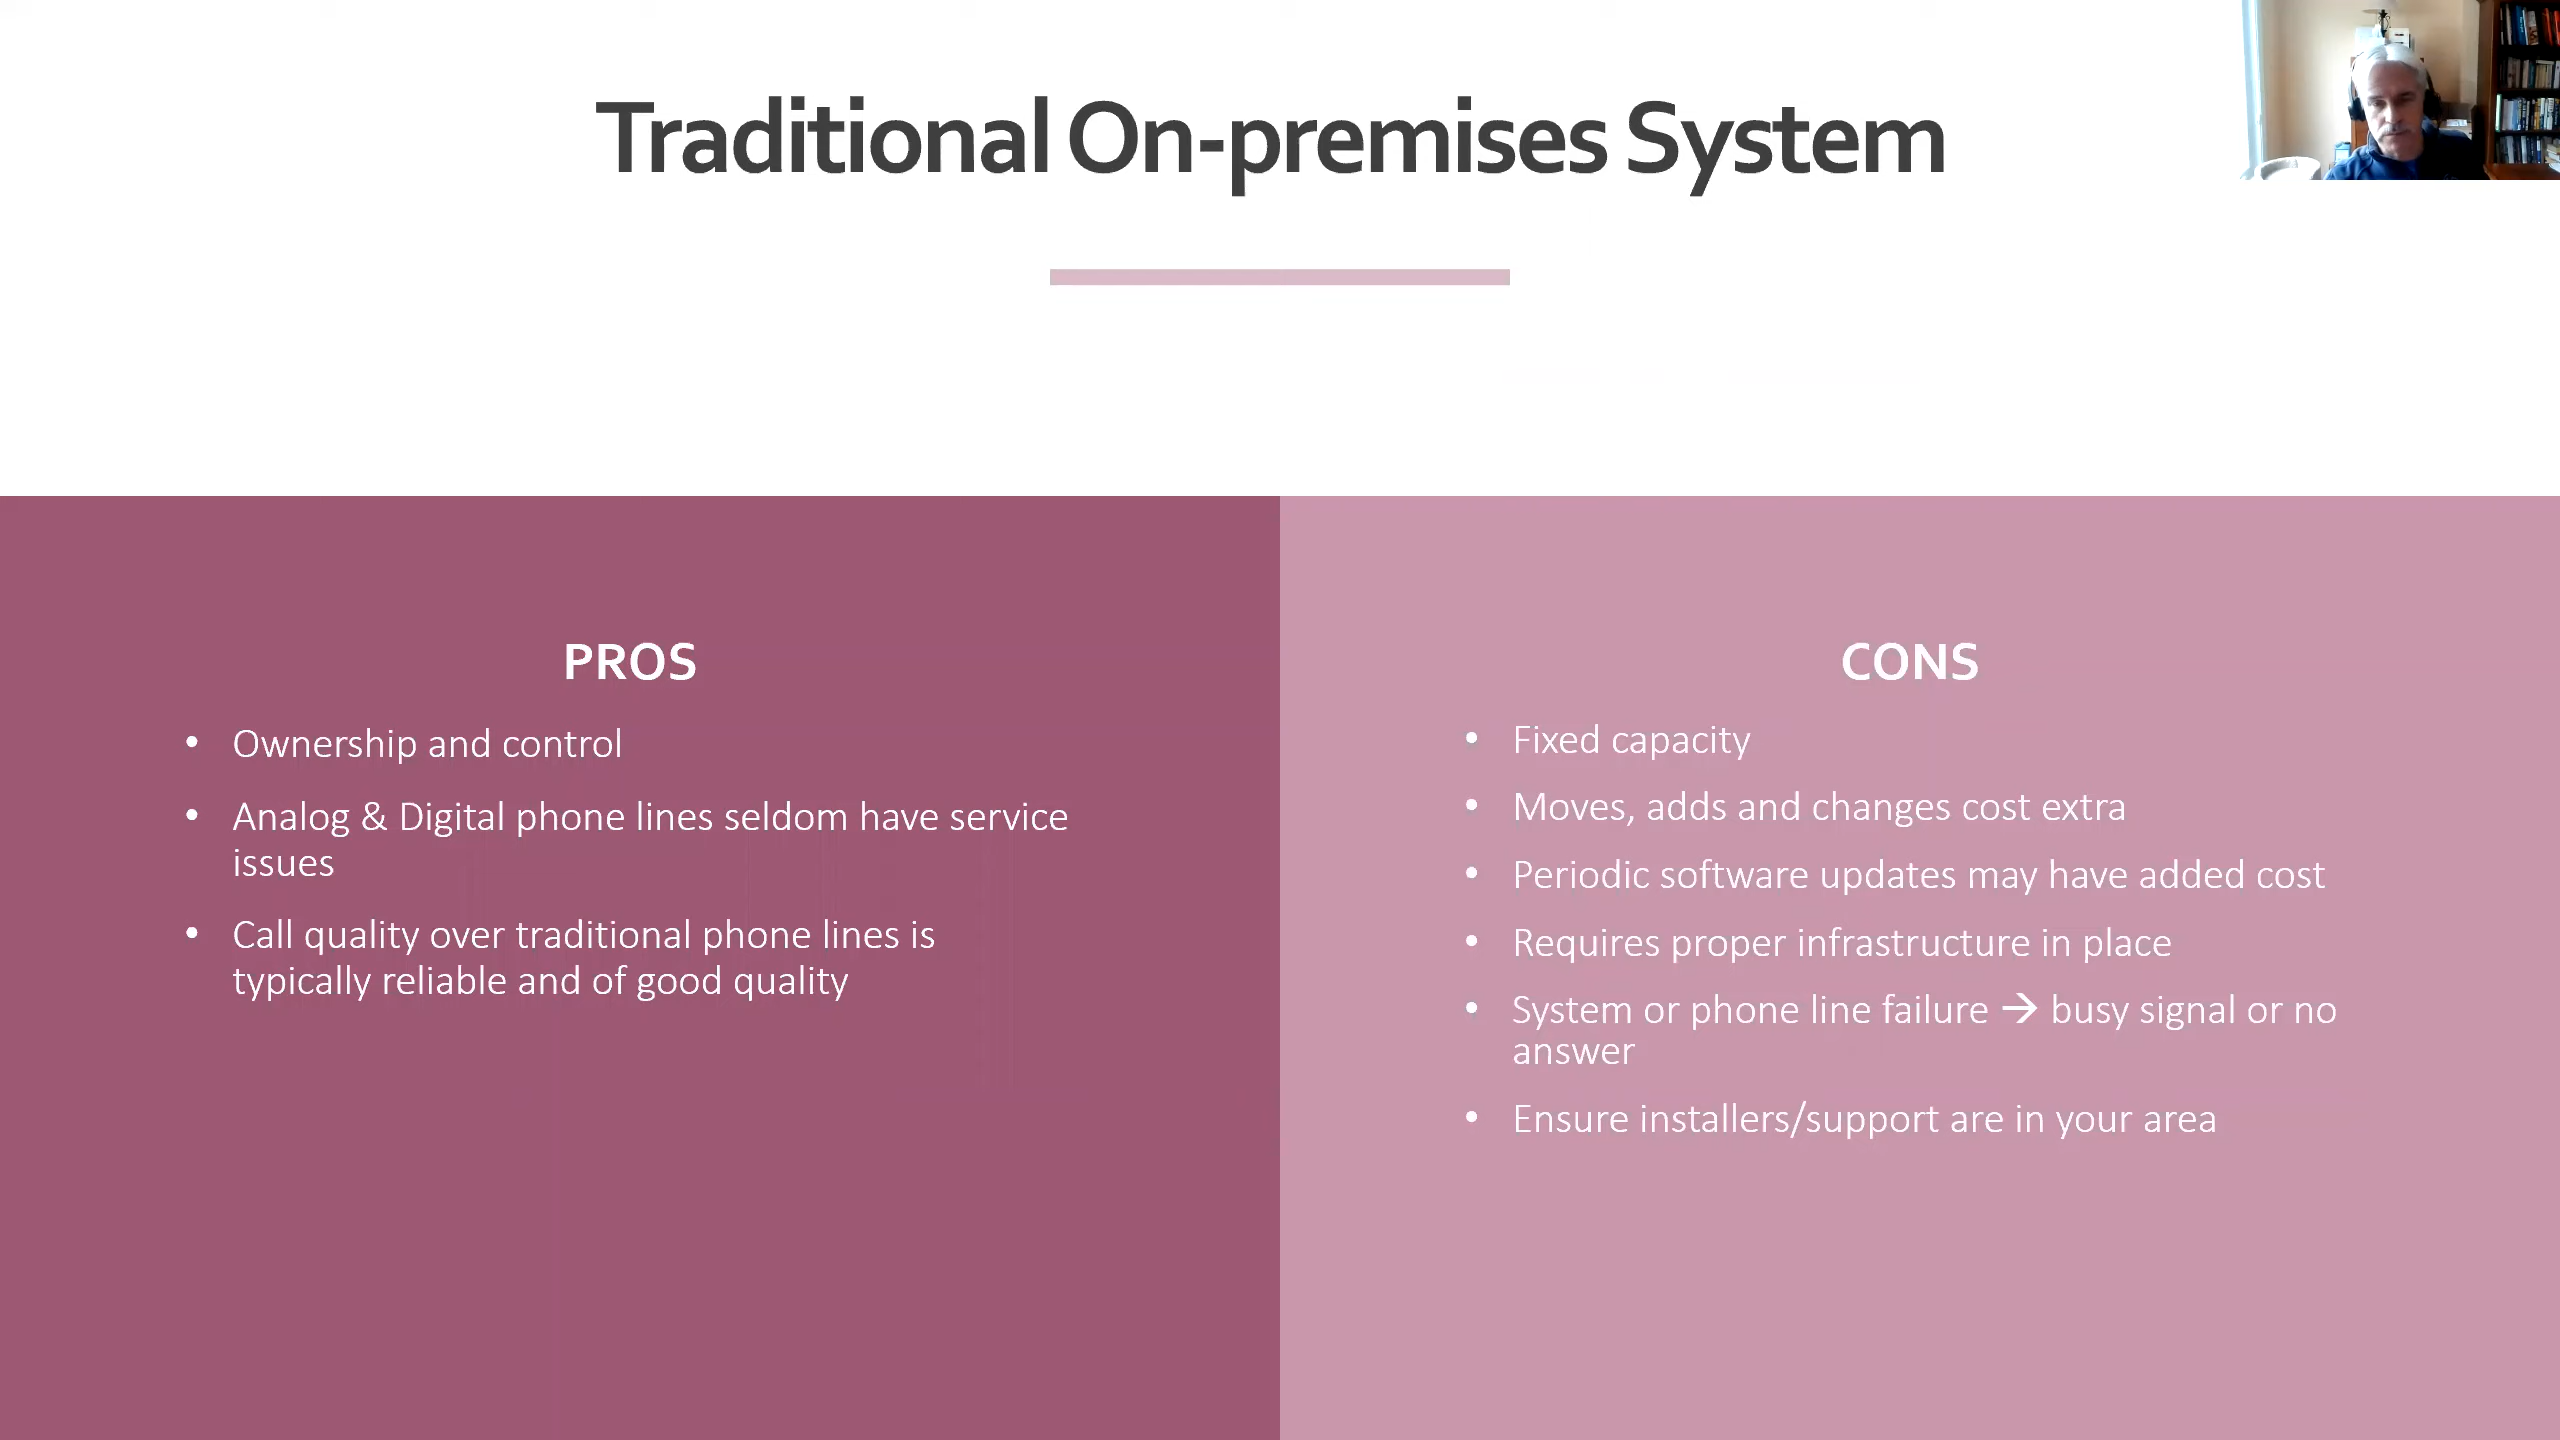 Traditional On-premises System
PROS
• Ownership and control
• Analog & Digital phone lines seldom have service
issues
• Call quality over traditional phone lines is
typically reliable and of good quality
CONS
• Fixed capacity
• Moves, adds and changes cost extra
• Periodic software updates may have added cost
• Requires proper infrastructure in place
• System or phone line failure → busy signal or no
answer
• Ensure installers/support are in your area